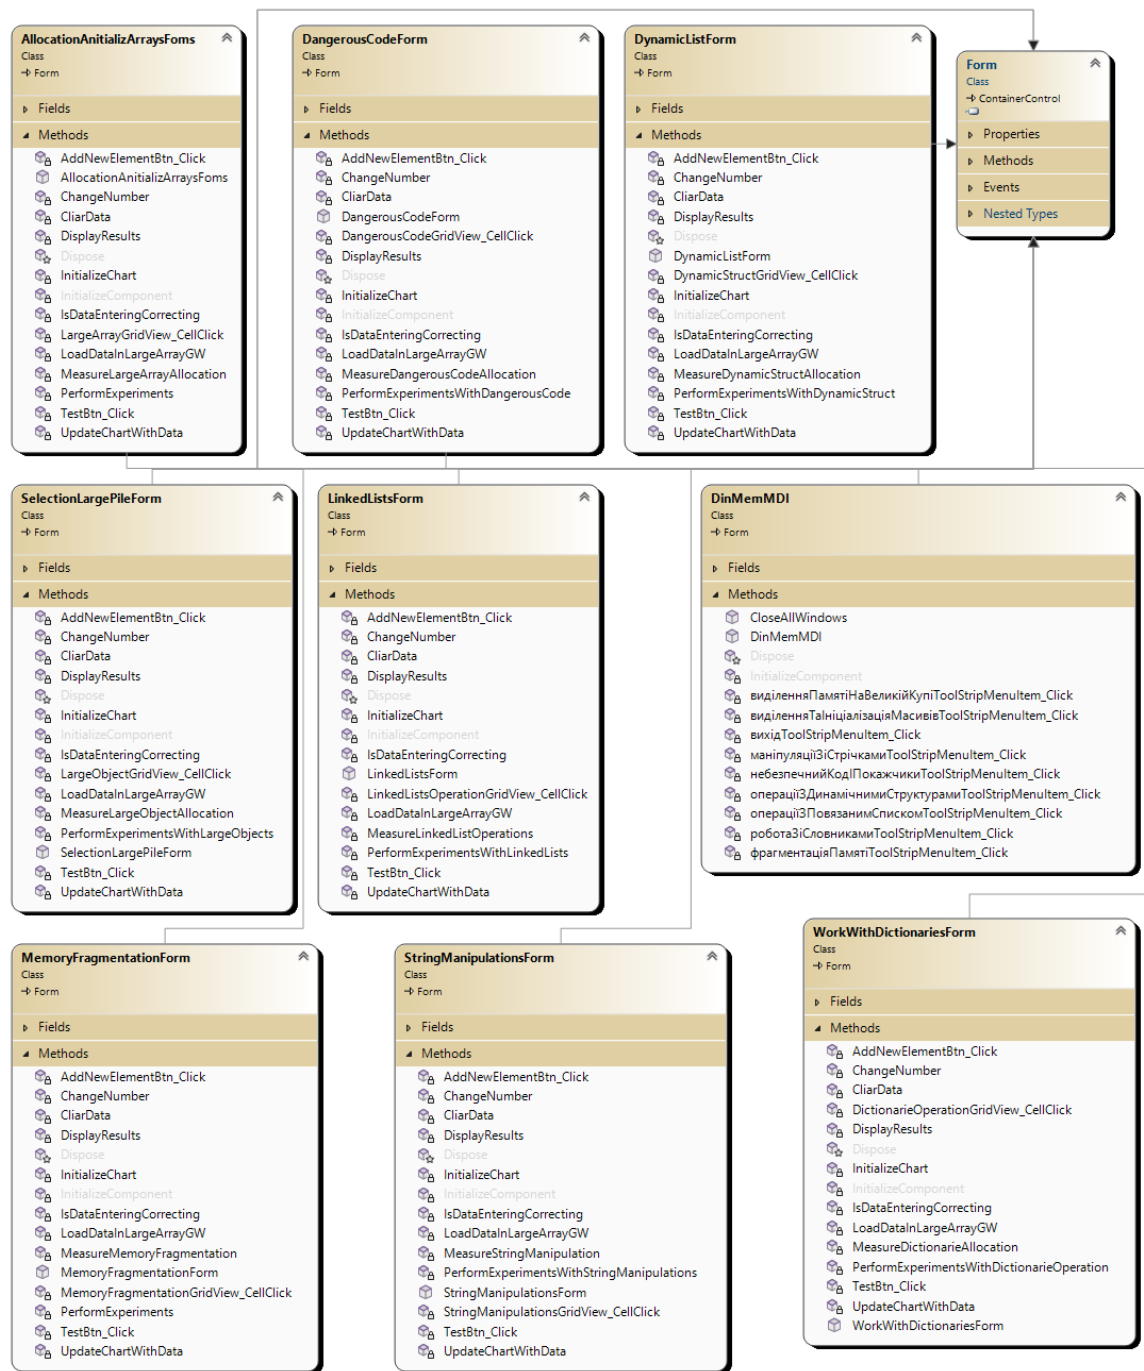 AllocationAnitializArraysFoms
Class
Form
Fields
Methods
AddNewElementBtn_Click
AllocationAnitializArraysFoms
ChangeNumber
CliarData
DisplayResults
Dispose
InitializeChart
InitializeComponent
IsDataEnteringCorrecting
LargeArrayGridView_CellClick
LoadDataInLargeArrayGW
MeasureLargeArrayAllocation
PerformExperiments
TestBtn_Click
UpdateChartWithData
DangerousCodeForm
Class
Form
Fields
Methods
AddNewElementBtn_Click
ChangeNumber
CliarData
DangerousCodeForm
DangerousCodeGridView_CellClick
DisplayResults
Dispose
InitializeChart
InitializeComponent
IsDataEnteringCorrecting
LoadDataInLargeArrayGW
MeasureDangerousCodeAllocation
PerformExperimentsWithDangerousCode
TestBtn_Click
UpdateChartWithData
DynamicListForm
Class
Form
Fields
Methods
AddNewElementBtn_Click
ChangeNumber
CliarData
DisplayResults
Dispose
DynamicListForm
DynamicStructGridView_CellClick
InitializeChart
InitializeComponent
IsDataEnteringCorrecting
LoadDataInLargeArrayGW
MeasureDynamicStructAllocation
PerformExperimentsWithDynamicStruct
TestBtn_Click
UpdateChartWithData
Form
Class
ContainerControl
Properties
Methods
Events
Nested Types
SelectionLargePileForm
Class
Form
Fields
Methods
AddNewElementBtn_Click
ChangeNumber
CliarData
DisplayResults
Dispose
InitializeChart
InitializeComponent
IsDataEnteringCorrecting
LargeObjectGridView_CellClick
LoadDataInLargeArrayGW
MeasureLargeObjectAllocation
PerformExperimentsWithLargeObjects
SelectionLargePileForm
TestBtn_Click
UpdateChartWithData
LinkedListsForm
Class
Form
Fields
Methods
AddNewElementBtn_Click
ChangeNumber
CliarData
DisplayResults
Dispose
InitializeChart
InitializeComponent
IsDataEnteringCorrecting
LinkedListsForm
LinkedListsOperationGridView_CellClick
LoadDataInLargeArrayGW
MeasureLinkedListOperations
PerformExperimentsWithLinkedLists
TestBtn_Click
UpdateChartWithData
DinMemMDI
Class
Form
Fields
Methods
CloseAllWindows
DinMemMDI
Dispose
InitializeComponent
виділенняПамятіНаВеликійКупіToolStripMenuItem_Click
виділенняТаІніціалізаціяМасивівToolStripMenuItem_Click
вихідToolStripMenuItem_Click
маніпуляціїЗіСтрічкамиToolStripMenuItem_Click
небезпечнийКодІПокажчикиToolStripMenuItem_Click
операціїЗДинамічнимиСтруктурамиToolStripMenuItem_Click
операціїЗПовязанимСпискомToolStripMenuItem_Click
роботаЗіСловникамиToolStripMenuItem_Click
фрагментаціяПамятіToolStripMenuItem_Click
MemoryFragmentationForm
Class
Form
Fields
Methods
AddNewElementBtn_Click
ChangeNumber
CliarData
DisplayResults
Dispose
InitializeChart
InitializeComponent
IsDataEnteringCorrecting
LoadDataInLargeArrayGW
MeasureMemoryFragmentation
MemoryFragmentationForm
MemoryFragmentationGridView_CellClick
PerformExperiments
TestBtn_Click
UpdateChartWithData
StringManipulationsForm
Class
Form
Fields
Methods
AddNewElementBtn_Click
ChangeNumber
CliarData
DisplayResults
Dispose
InitializeChart
InitializeComponent
IsDataEnteringCorrecting
LoadDataInLargeArrayGW
MeasureStringManipulation
PerformExperimentsWithStringManipulations
StringManipulationsForm
StringManipulationsGridView_CellClick
TestBtn_Click
UpdateChartWithData
WorkWithDictionariesForm
Class
Form
Fields
Methods
AddNewElementBtn_Click
ChangeNumber
CliarData
DictionarieOperationGridView_CellClick
DisplayResults
Dispose
InitializeChart
InitializeComponent
IsDataEnteringCorrecting
LoadDataInLargeArrayGW
MeasureDictionarieAllocation
PerformExperimentsWithDictionarieOperation
TestBtn_Click
UpdateChartWithData
WorkWithDictionariesForm